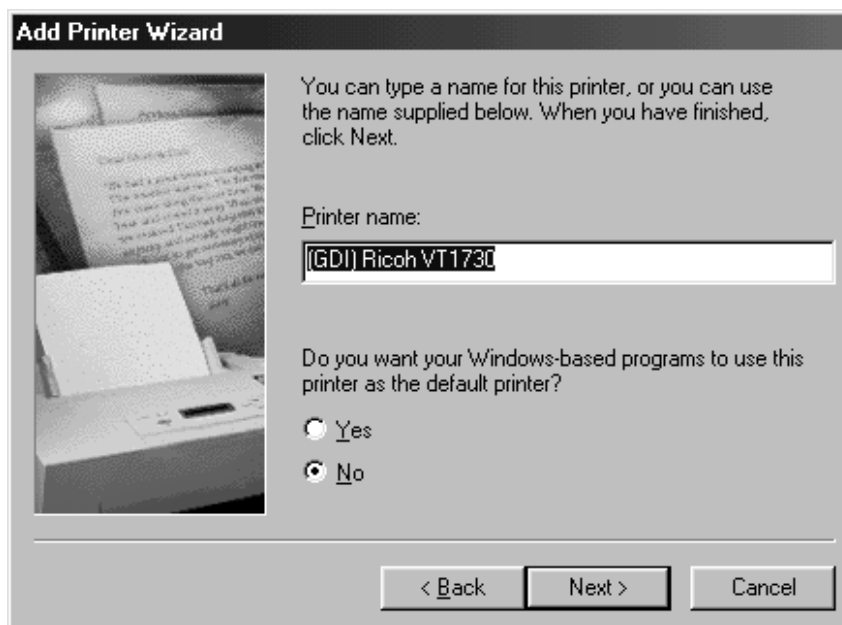 Add Printer Wizard
You can type a name for this printer, or you can use
the name supplied below. When you have finished,
click Next.
Printer name:
(GDI) Ricoh VT1730
Do you want your Windows-based programs to use this
printer as the default printer?
Yes
No
< Back
Next >
Cancel